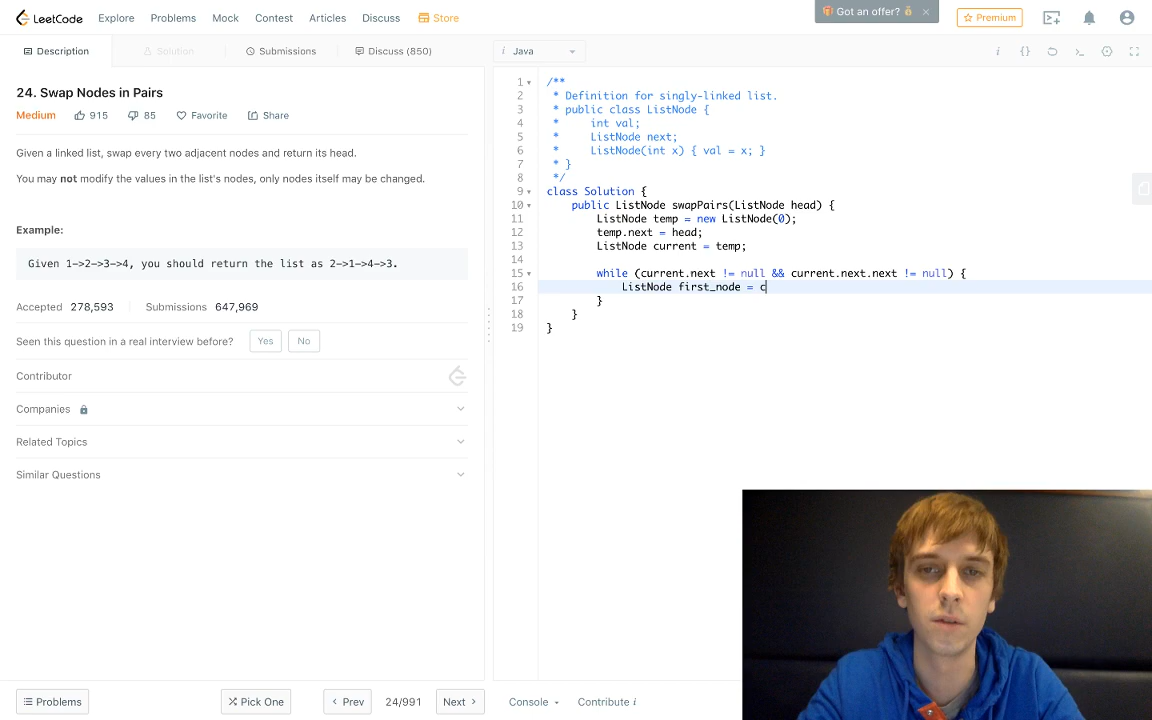 LeetCode Explore Problems Mock Contest Articles Discuss Store Got an offer? × Premium
Description Solution Submissions Discuss (850) i Java i {} >_
24. Swap Nodes in Pairs
Medium 915 85 Favorite Share
Given a linked list, swap every two adjacent nodes and return its head.
You may not modify the values in the list's nodes, only nodes itself may be changed.
Example:
Given 1->2->3->4, you should return the list as 2->1->4->3.
Accepted 278,593 Submissions 647,969
Seen this question in a real interview before? Yes No
Contributor
Companies
Related Topics
Similar Questions
1 /**
2 * Definition for singly-linked list.
3 * public class ListNode {
4 * int val;
5 * ListNode next;
6 * ListNode(int x) { val = x; }
7 * }
8 */
9 class Solution {
10 public ListNode swapPairs(ListNode head) {
11 ListNode temp = new ListNode(0);
12 temp.next = head;
13 ListNode current = temp;
14
15 while (current.next != null && current.next.next != null) {
16 ListNode first_node = c
17 }
18 }
19 }
Problems Pick One Prev 24/991 Next Console Contribute i